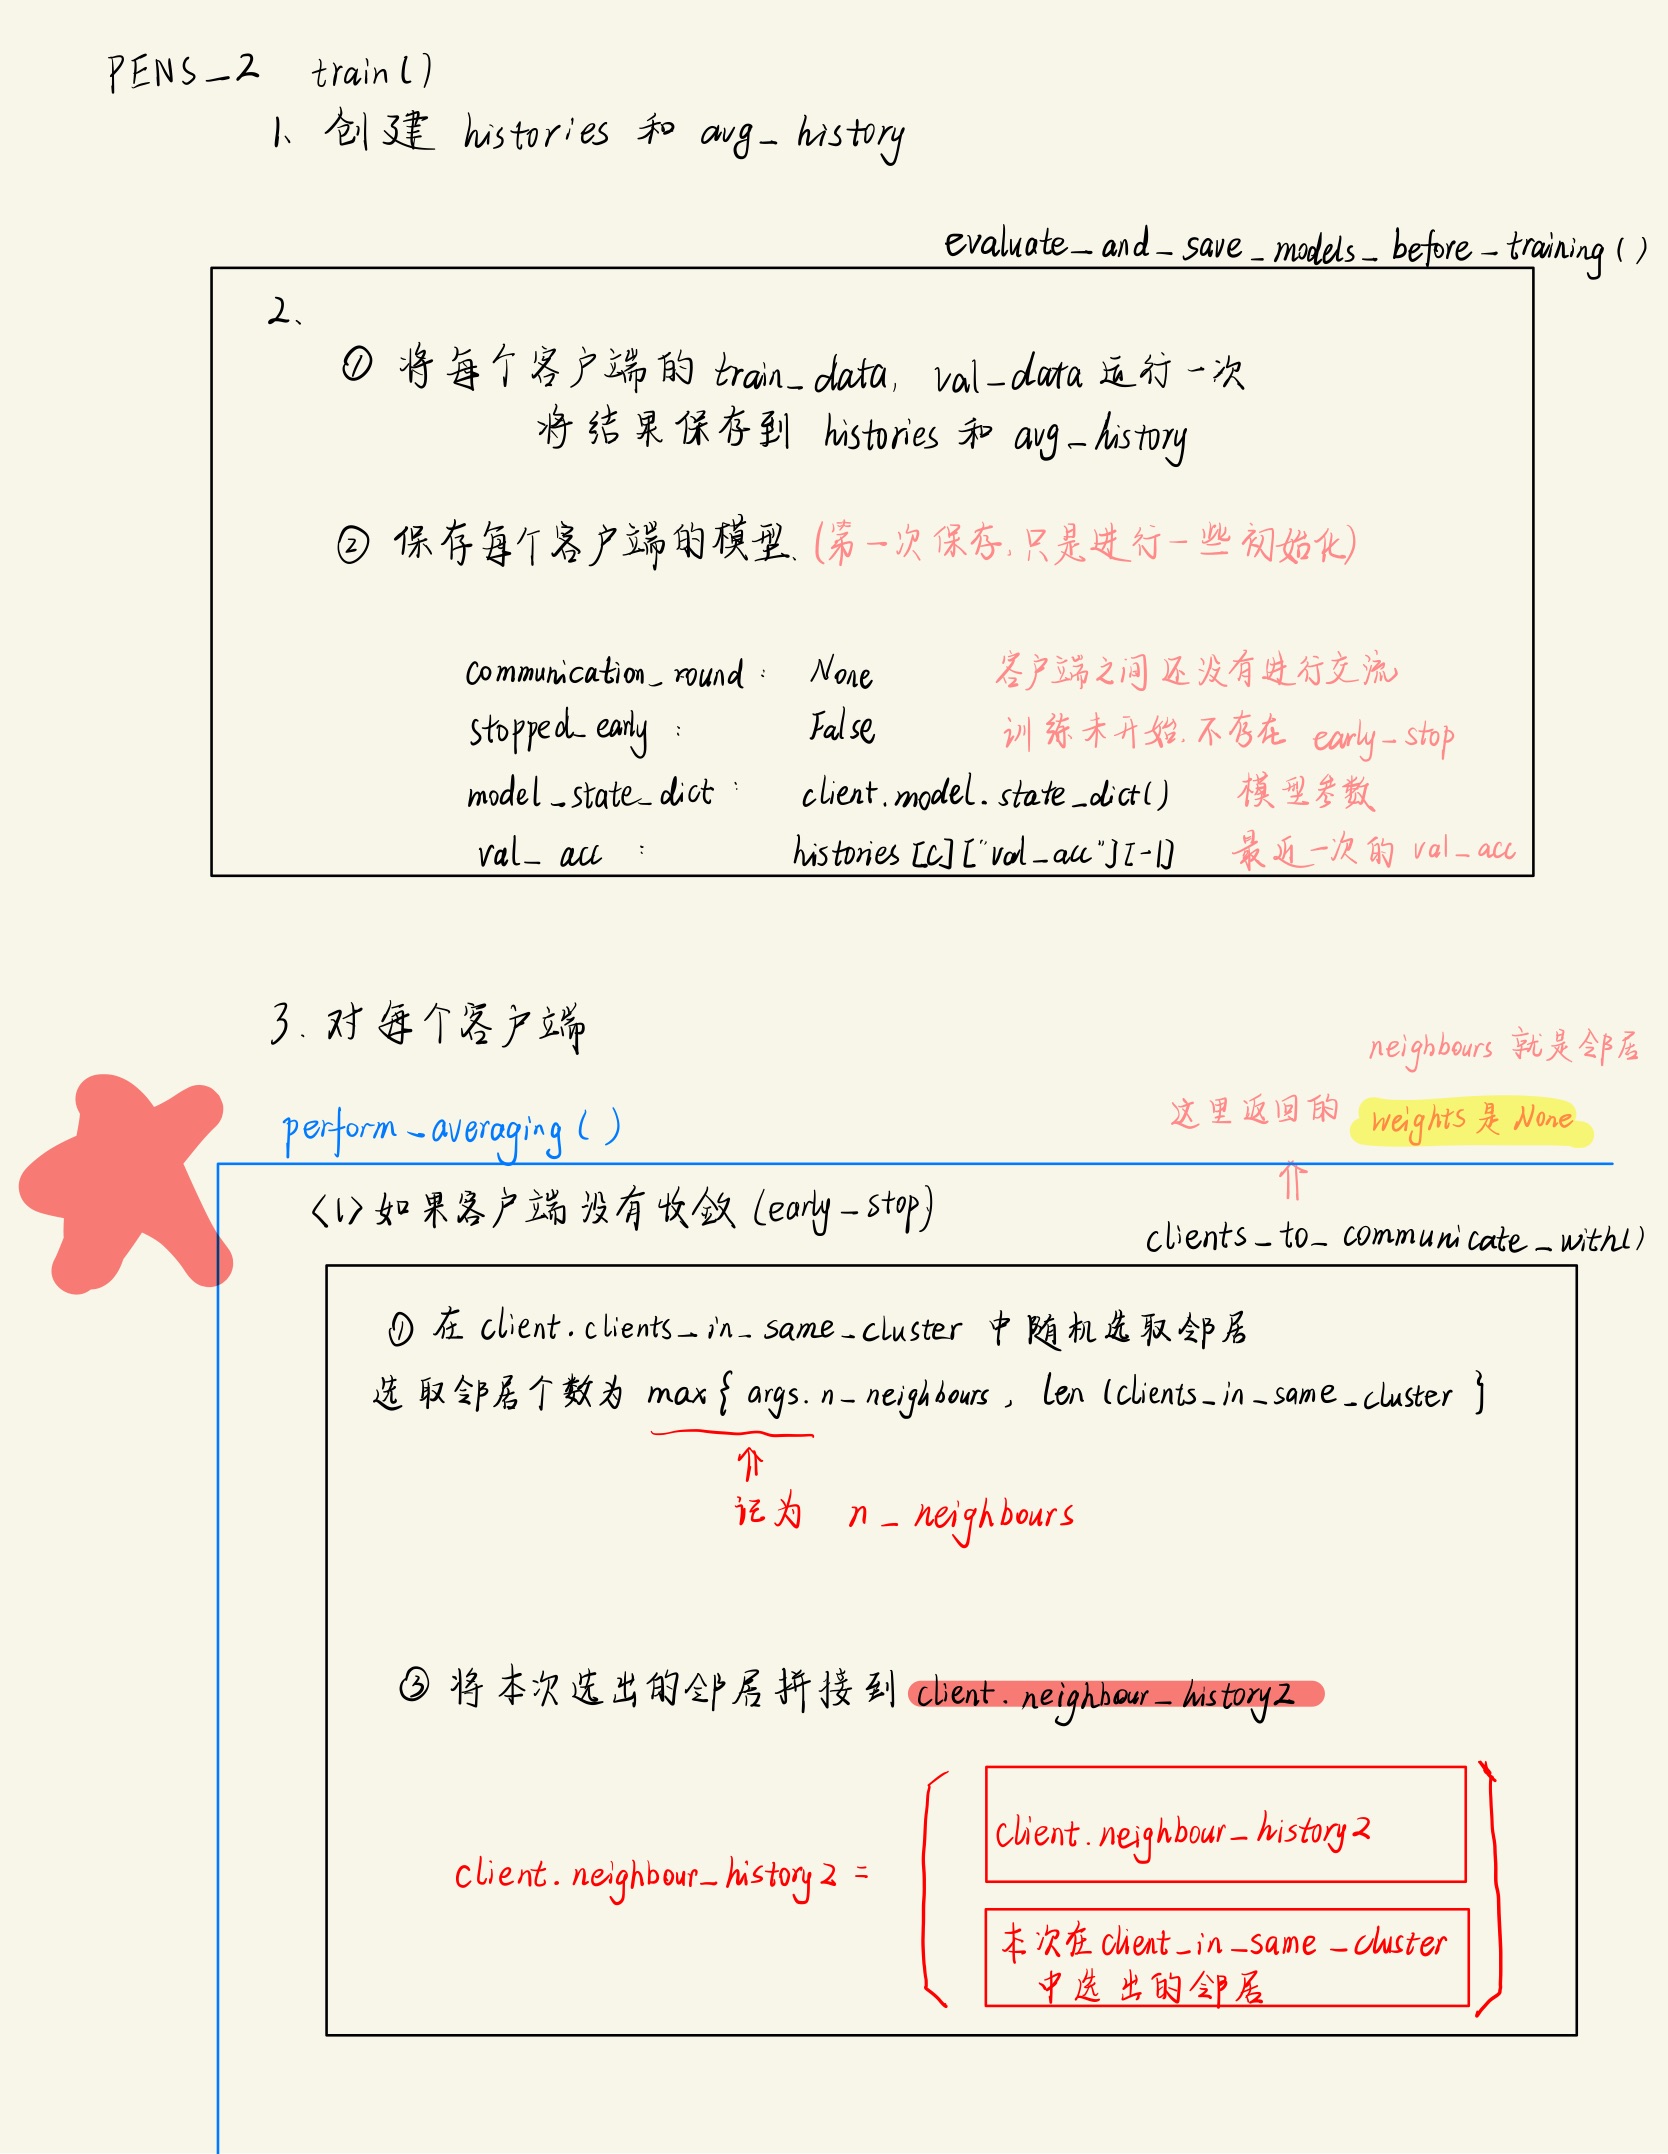 PENS_2 train()
1、创建 histories 和 avg_history
evaluate_and_save_models_before_training()
2、
① 将每个客户端的 train_data, val_data 运行一次
将结果保存到 histories 和 avg_history
② 保存每个客户端的模型. (第一次保存,只是进行一些初始化)
communication_round : None 客户端之间还没有进行交流
stopped_early : False 训练未开始.不存在 early_stop
model_state_dict : client.model.state_dict() 模型参数
val_acc : histories[c]["val_acc"][-1] 最近一次的 val_acc
3. 对每个客户端
neighbours 就是邻居
这里返回的 weights 是 None
perform_averaging()
⇑
<1> 如果客户端没有收敛 (early_stop)
clients_to_communicate_with()
① 在 client.clients_in_same_cluster 中随机选取邻居
选取邻居个数为 max{ args.n_neighbours, len (clients_in_same_cluster }
⇑
记为 n_neighbours
③ 将本次选出的邻居拼接到 client.neighbour_history2
client.neighbour_history2
client.neighbour_history2 =
本次在 client_in_same_cluster
中选出的邻居